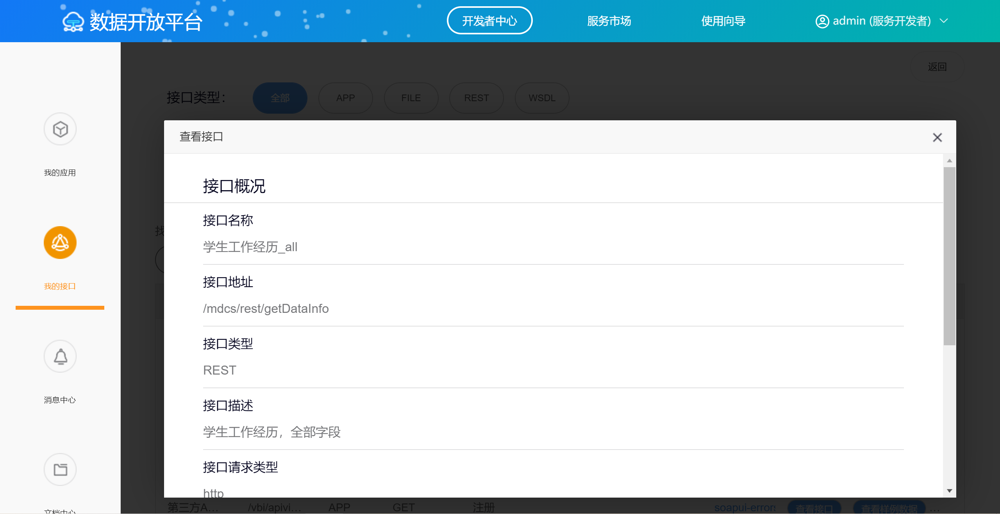 数据开放平台
开发者中心
服务市场
使用向导
admin (服务开发者)
返回
接口类型:
全部
APP
FILE
REST
WSDL
我的应用
我的接口
消息中心
文档中心
查看接口
接口概况
接口名称
学生工作经历_all
接口地址
/mdcs/rest/getDataInfo
接口类型
REST
接口描述
学生工作经历，全部字段
接口请求类型
http
第三方A...
/vbi/apivi...
APP
GET
注册
soapui-errors
查看接口
查看样例数据
...